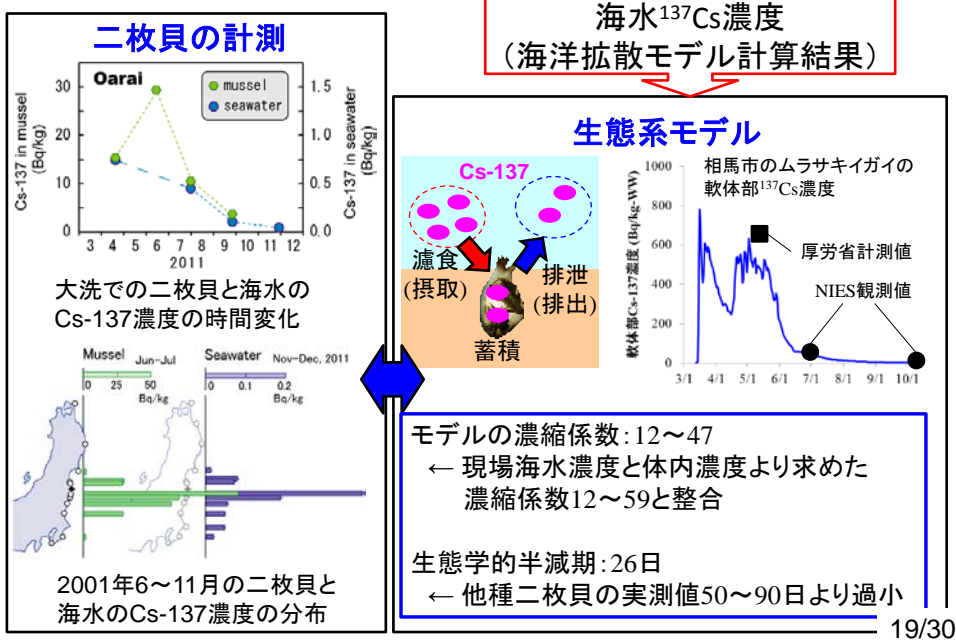 海水¹³⁷Cs濃度
(海洋拡散モデル計算結果)
二枚貝の計測
Oarai
mussel
seawater
Cs-137 in mussel
(Bq/kg)
30
20
10
0
Cs-137 in seawater
(Bq/kg)
1.5
1.0
0.5
0.0
3 4 5 6 7 8 9 10 11 12
2011
大洗での二枚貝と海水の
Cs-137濃度の時間変化
Mussel Jun-Jul
0 25 50
Bq/kg
Seawater Nov-Dec, 2011
0 0.1 0.2
Bq/kg
2001年6～11月の二枚貝と
海水のCs-137濃度の分布
生態系モデル
Cs-137
濾食
(摂取)
排泄
(排出)
蓄積
相馬市のムラサキイガイの
軟体部¹³⁷Cs濃度
軟体部Cs-137濃度 (Bq/kg-WW)
1000
800
600
400
200
0
3/1 4/1 5/1 6/1 7/1 8/1 9/1 10/1
厚労省計測値
NIES観測値
モデルの濃縮係数:12～47
← 現場海水濃度と体内濃度より求めた
濃縮係数12～59と整合
生態学的半減期:26日
← 他種二枚貝の実測値50～90日より過小
19/30